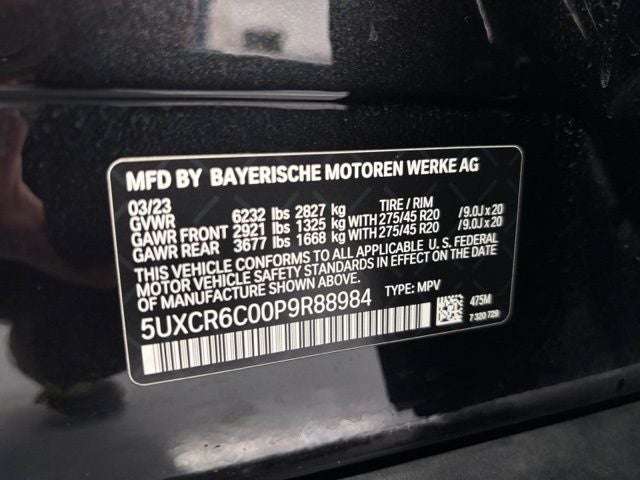 MFD BY BAYERISCHE MOTOREN WERKE AG
03/23 TIRE / RIM
GVWR 6232 lbs 2827 kg
GAWR FRONT 2921 lbs 1325 kg WITH 275/45 R20 /9.0J x 20
GAWR REAR 3677 lbs 1668 kg WITH 275/45 R20 /9.0J x 20
THIS VEHICLE CONFORMS TO ALL APPLICABLE U. S. FEDERAL
MOTOR VEHICLE SAFETY STANDARDS IN EFFECT ON THE DATE
OF MANUFACTURE SHOWN ABOVE.
5UXCR6C00P9R88984 TYPE: MPV
475M
7 320 729